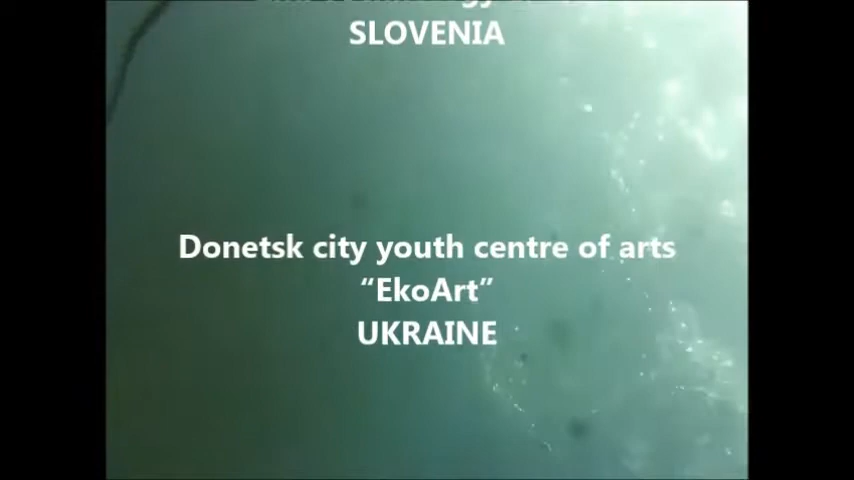 SLOVENIA
Donetsk city youth centre of arts
“EkoArt”
UKRAINE